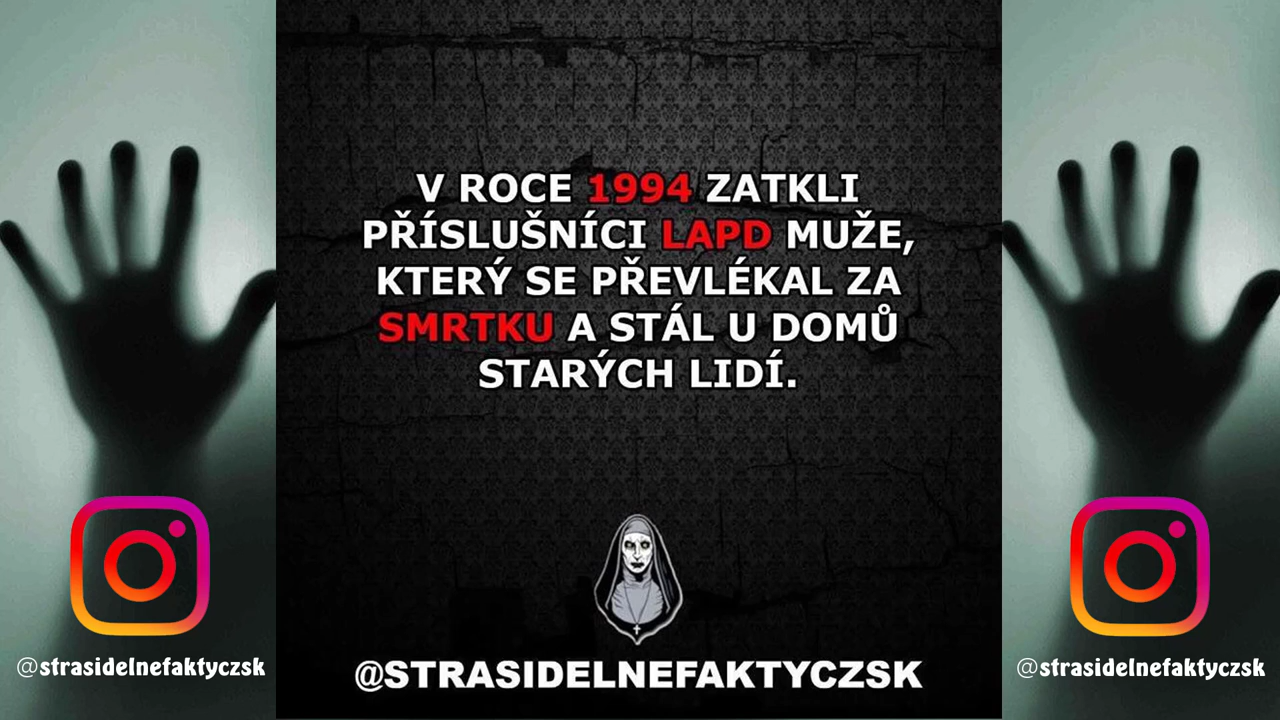 V ROCE 1994 ZATKLI
PŘÍSLUŠNÍCI LAPD MUŽE,
KTERÝ SE PŘEVLÉKAL ZA
SMRTKU A STÁL U DOMŮ
STARÝCH LIDÍ.
@STRASIDELNEFAKTYCZSK
@strasidelnefaktyczsk
@strasidelnefaktyczsk